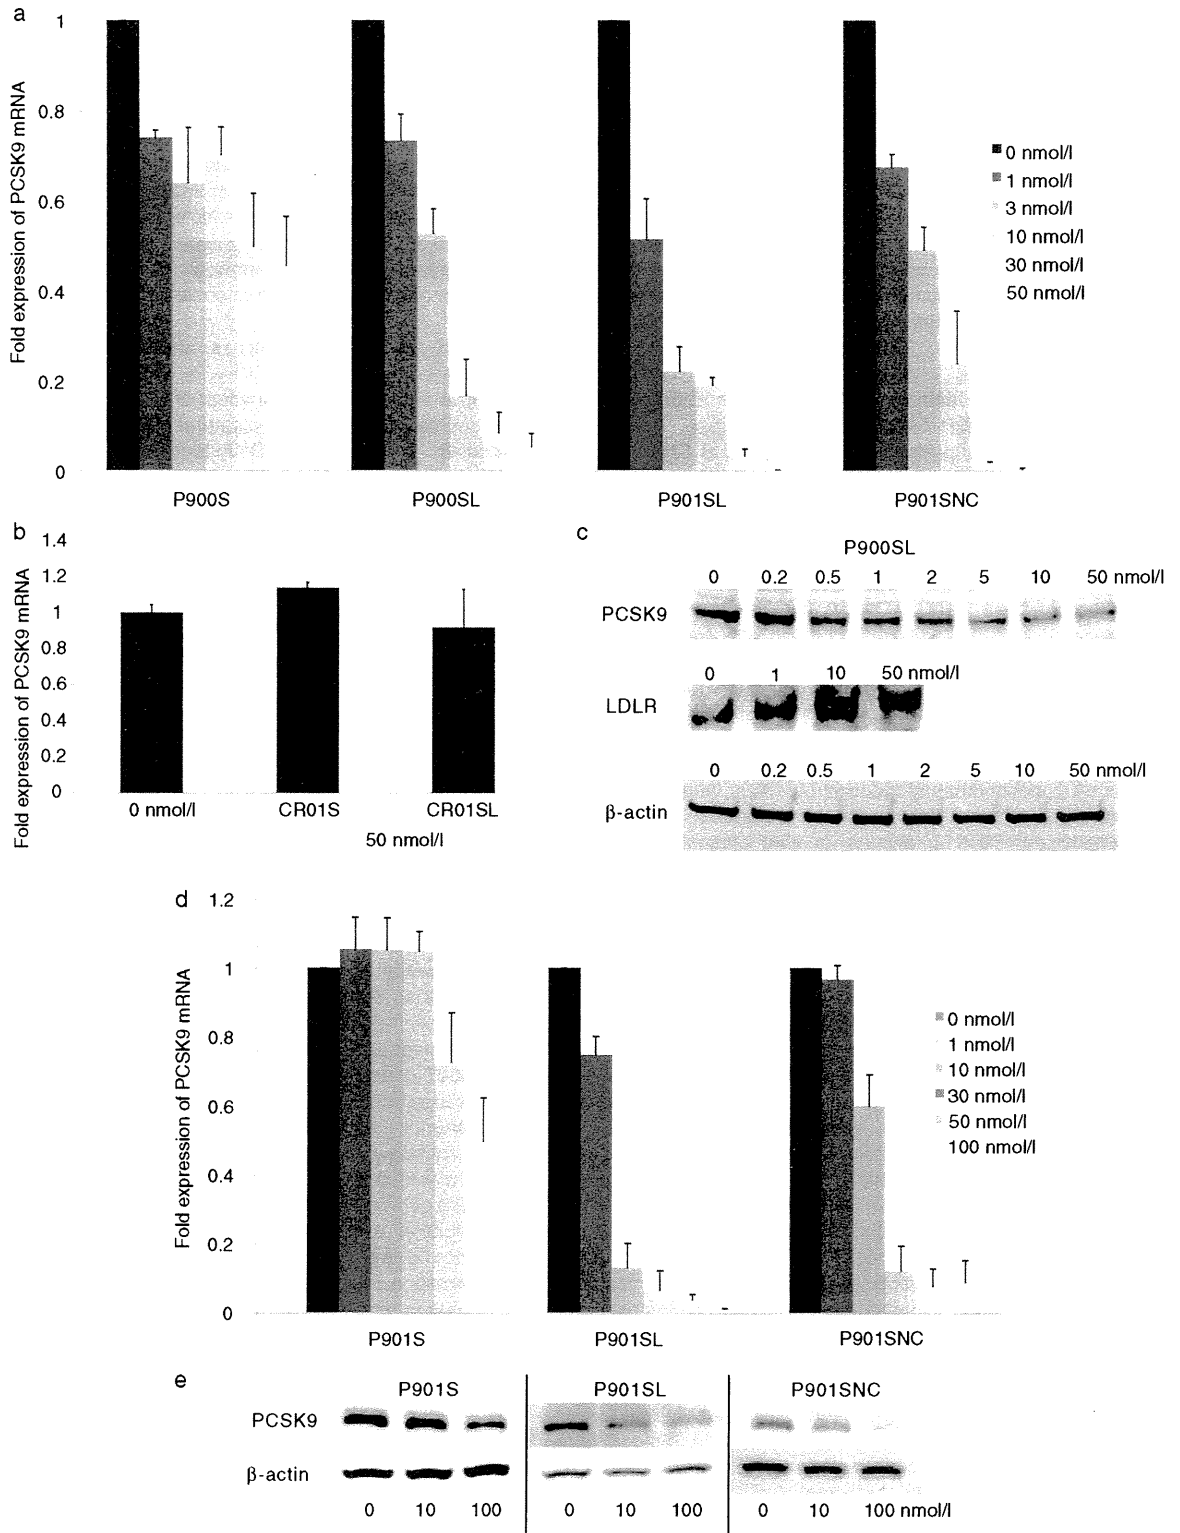 a
Fold expression of PCSK9 mRNA
1
0.8
0.6
0.4
0.2
0
P900S
P900SL
P901SL
P901SNC
0 nmol/l
1 nmol/l
3 nmol/l
10 nmol/l
30 nmol/l
50 nmol/l
b
Fold expression of PCSK9 mRNA
1.4
1.2
1
0.8
0.6
0.4
0.2
0
0 nmol/l
CR01S
CR01SL
50 nmol/l
c
P900SL
0 0.2 0.5 1 2 5 10 50 nmol/l
PCSK9
0 1 10 50 nmol/l
LDLR
0 0.2 0.5 1 2 5 10 50 nmol/l
β-actin
d
Fold expression of PCSK9 mRNA
1.2
1
0.8
0.6
0.4
0.2
0
P901S
P901SL
P901SNC
0 nmol/l
1 nmol/l
10 nmol/l
30 nmol/l
50 nmol/l
100 nmol/l
e
P901S P901SL P901SNC
PCSK9
β-actin
0 10 100 0 10 100 0 10 100 nmol/l